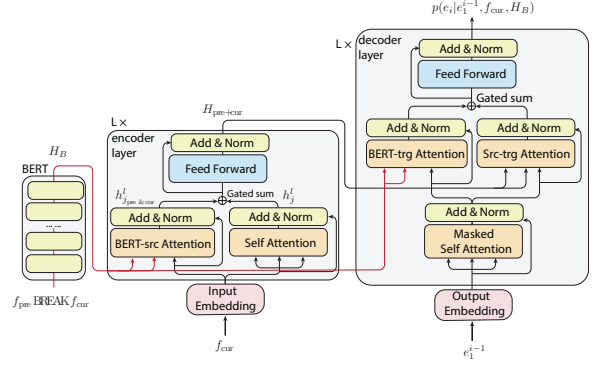 p(e_i|e_1^{i-1}, f_cur, H_B)
L× decoder
layer
Add & Norm
Feed Forward
Gated sum
Add & Norm
Add & Norm
BERT-trg Attention
Src-trg Attention
Add & Norm
Masked
Self Attention
Output
Embedding
e_1^{i-1}
H_pre+cur
L×
encoder
layer
Add & Norm
Feed Forward
h^l_{j_pre & cur}
Gated sum
h_j^l
Add & Norm
Add & Norm
BERT-src Attention
Self Attention
Input
Embedding
f_cur
H_B
BERT
... ...
f_pre BREAK f_cur